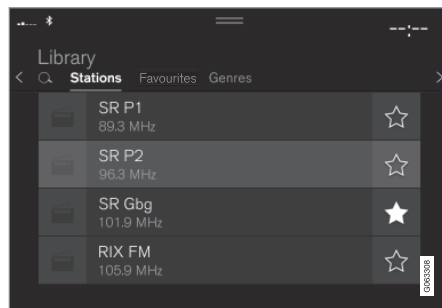 --:--
Library
Stations Favourites Genres
SR P1
89.3 MHz
SR P2
96.3 MHz
SR Gbg
101.9 MHz
RIX FM
105.9 MHz
G063308